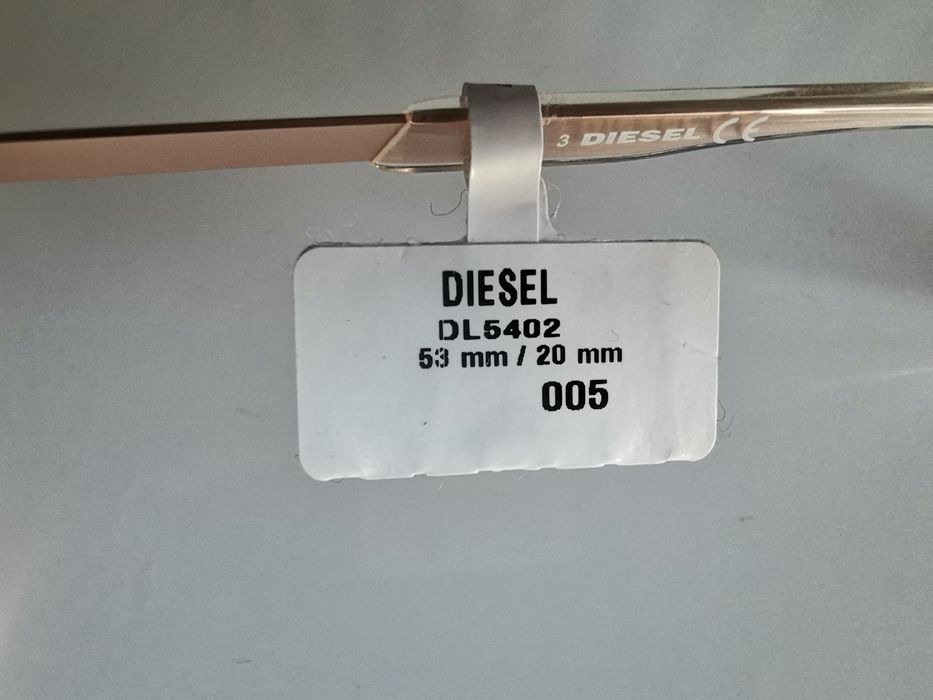 3 DIESEL CE
DIESEL
DL5402
53 mm / 20 mm
005